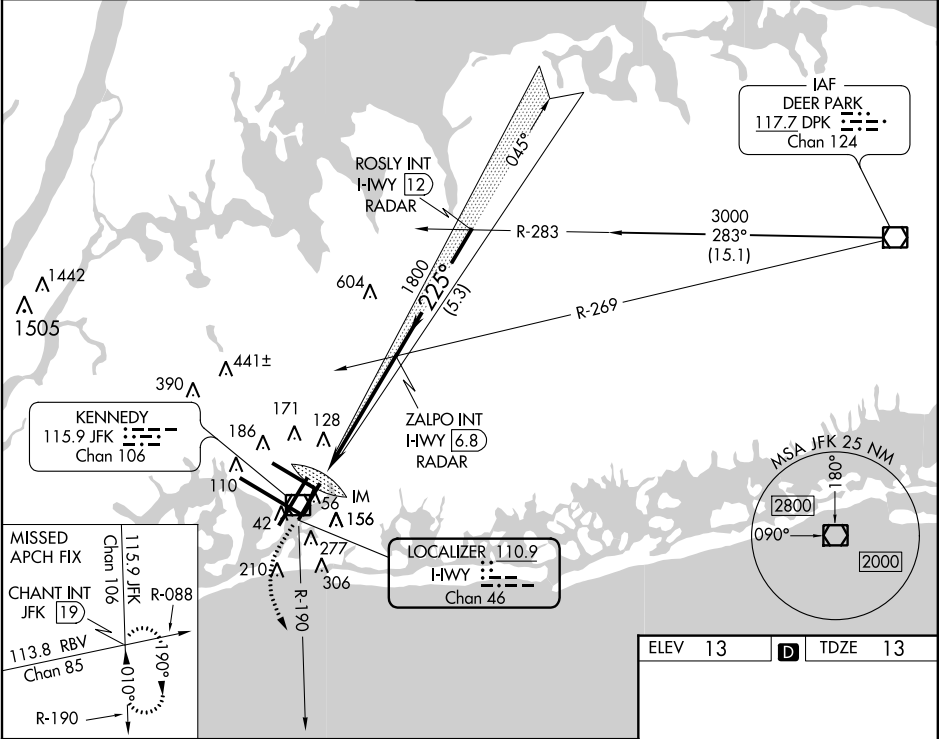 IAF
DEER PARK
117.7 DPK
Chan 124
ROSLY INT
I-IWY 12
RADAR
045°
R-283
3000
283°
(15.1)
1800
225°
(5.3)
R-269
1442
1505
604
441±
390
KENNEDY
115.9 JFK
Chan 106
171
186
128
110
ZALPO INT
I-IWY 6.8
RADAR
IM
56
156
42
277
210
306
LOCALIZER 110.9
I-IWY
Chan 46
R-190
MSA JFK 25 NM
180°
2800
090°
2000
MISSED
APCH FIX
CHANT INT
JFK 19
115.9 JFK
Chan 106
R-088
113.8 RBV
Chan 85
190°
010°
R-190
ELEV 13
D
TDZE 13